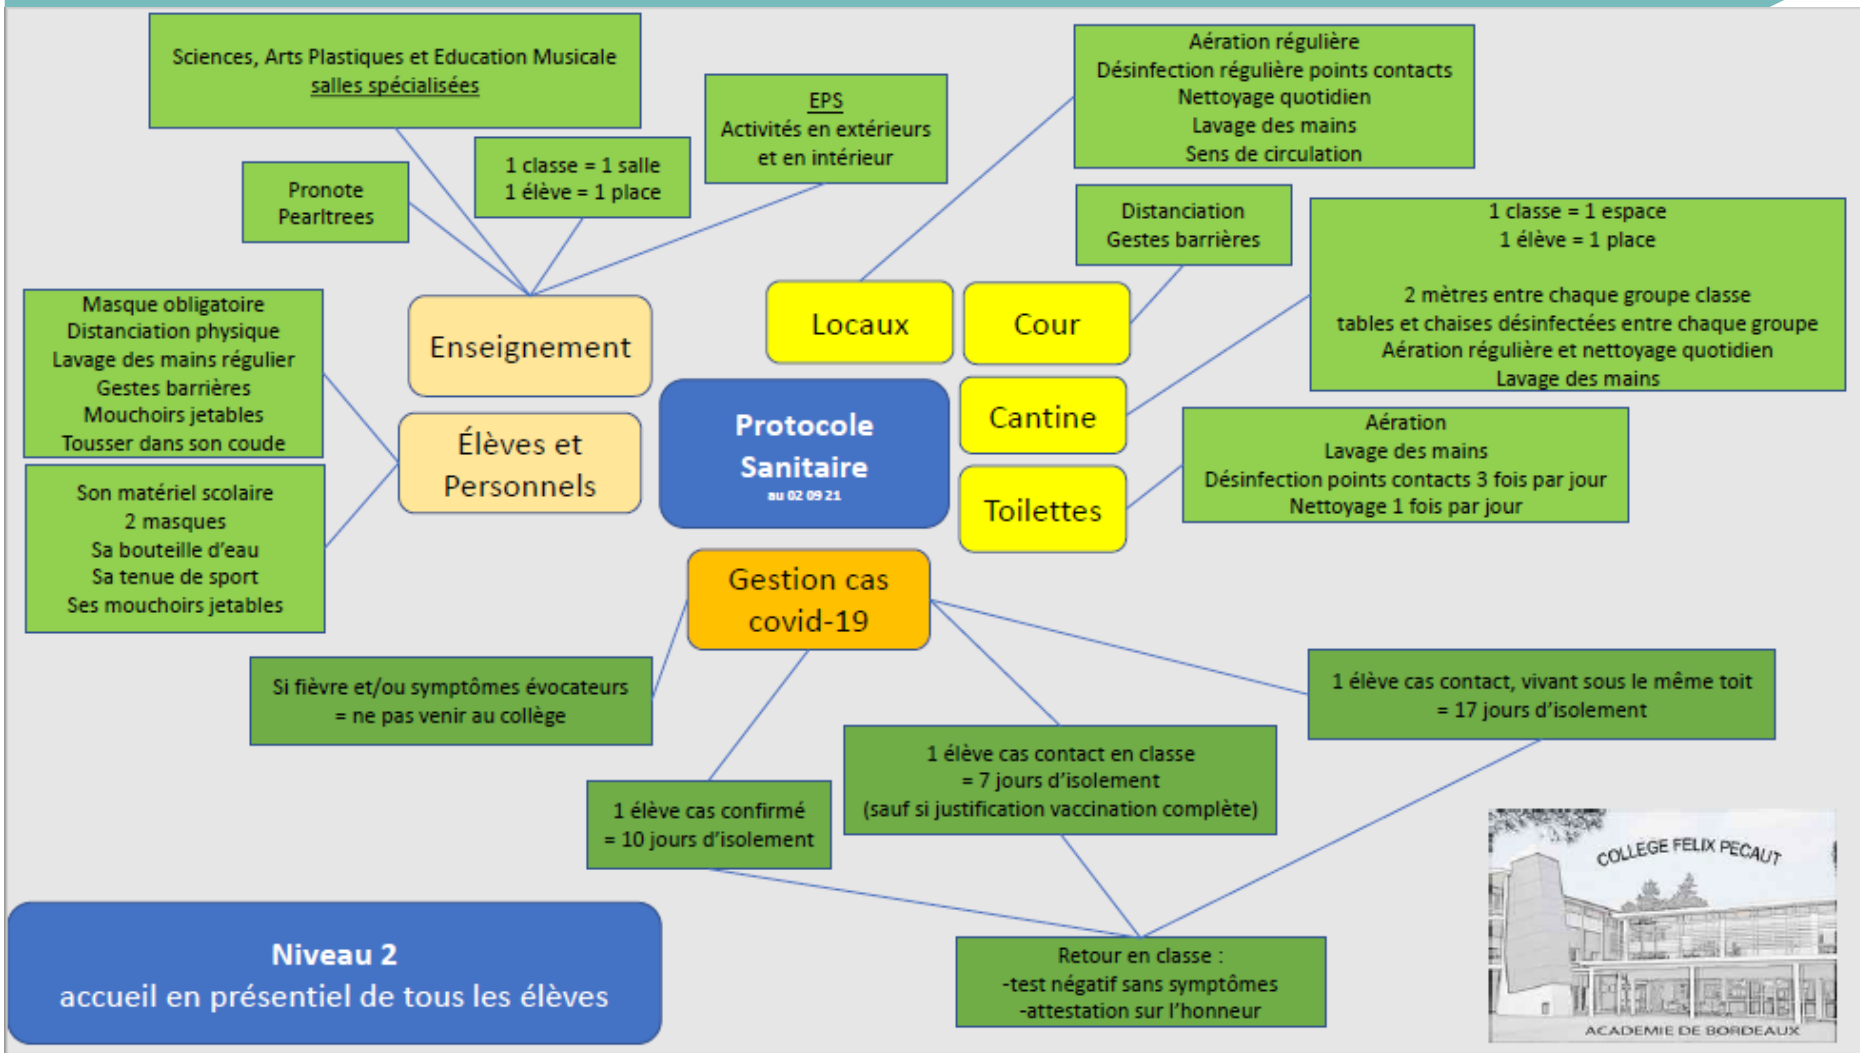 Sciences, Arts Plastiques et Education Musicale
salles spécialisées
EPS
Activités en extérieurs
et en intérieur
1 classe = 1 salle
1 élève = 1 place
Pronote
Pearltrees
Enseignement
Masque obligatoire
Distanciation physique
Lavage des mains régulier
Gestes barrières
Mouchoirs jetables
Tousser dans son coude
Élèves et
Personnels
Son matériel scolaire
2 masques
Sa bouteille d'eau
Sa tenue de sport
Ses mouchoirs jetables
Protocole
Sanitaire
au 02 09 21
Aération régulière
Désinfection régulière points contacts
Nettoyage quotidien
Lavage des mains
Sens de circulation
Locaux
Distanciation
Gestes barrières
Cour
1 classe = 1 espace
1 élève = 1 place
2 mètres entre chaque groupe classe
tables et chaises désinfectées entre chaque groupe
Aération régulière et nettoyage quotidien
Lavage des mains
Cantine
Aération
Lavage des mains
Désinfection points contacts 3 fois par jour
Nettoyage 1 fois par jour
Toilettes
Gestion cas
covid-19
Si fièvre et/ou symptômes évocateurs
= ne pas venir au collège
1 élève cas confirmé
= 10 jours d'isolement
1 élève cas contact en classe
= 7 jours d'isolement
(sauf si justification vaccination complète)
1 élève cas contact, vivant sous le même toit
= 17 jours d'isolement
Retour en classe :
-test négatif sans symptômes
-attestation sur l'honneur
Niveau 2
accueil en présentiel de tous les élèves
COLLEGE FELIX PECAUT
ACADEMIE DE BORDEAUX